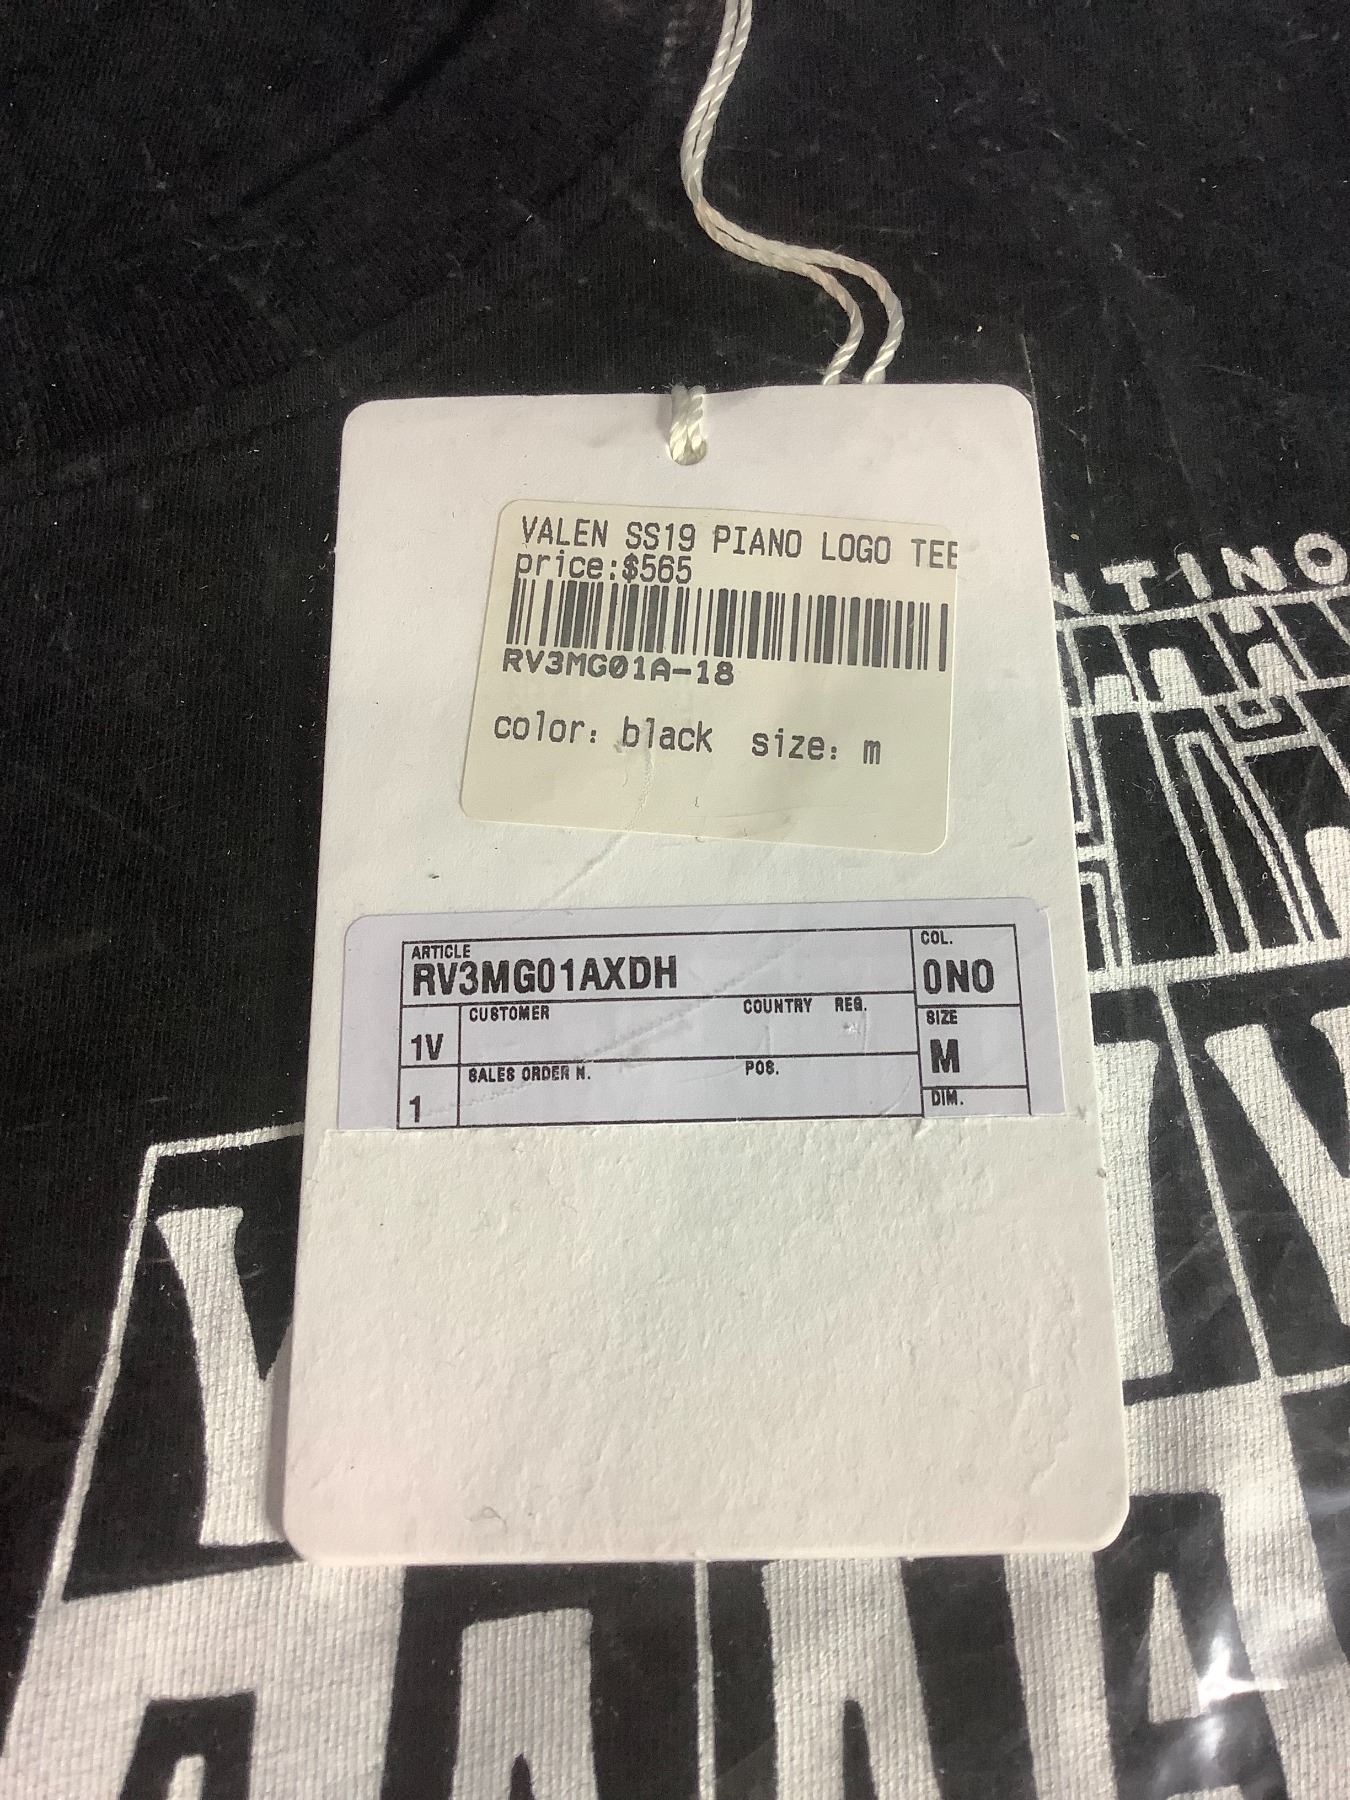 VALEN SS19 PIANO LOGO TEE
price:$565
RV3MG01A-18
color: black size: m
NTINO
ARTICLE
RV3MG01AXDH
COL.
0N0
1V
CUSTOMER
COUNTRY REG.
SIZE
M
1
SALES ORDER N.
POS.
DIM.